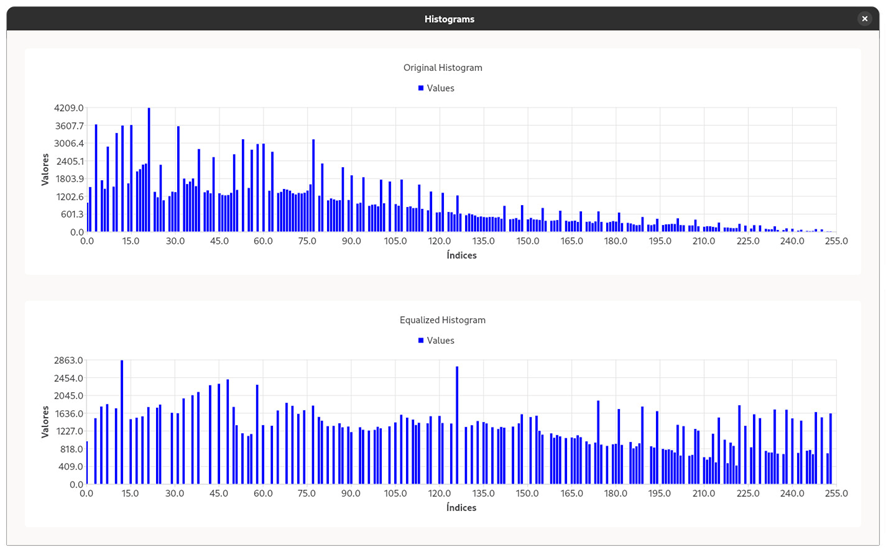 Histograms
Original Histogram
Values
4209.0
3607.7
3006.4
2405.1
1803.9
1202.6
601.3
0.0
Valores
0.0 15.0 30.0 45.0 60.0 75.0 90.0 105.0 120.0 135.0 150.0 165.0 180.0 195.0 210.0 225.0 240.0 255.0
Índices
Equalized Histogram
Values
2863.0
2454.0
2045.0
1636.0
1227.0
818.0
409.0
0.0
Valores
0.0 15.0 30.0 45.0 60.0 75.0 90.0 105.0 120.0 135.0 150.0 165.0 181.0 195.0 210.0 225.0 240.0 255.0
Índices